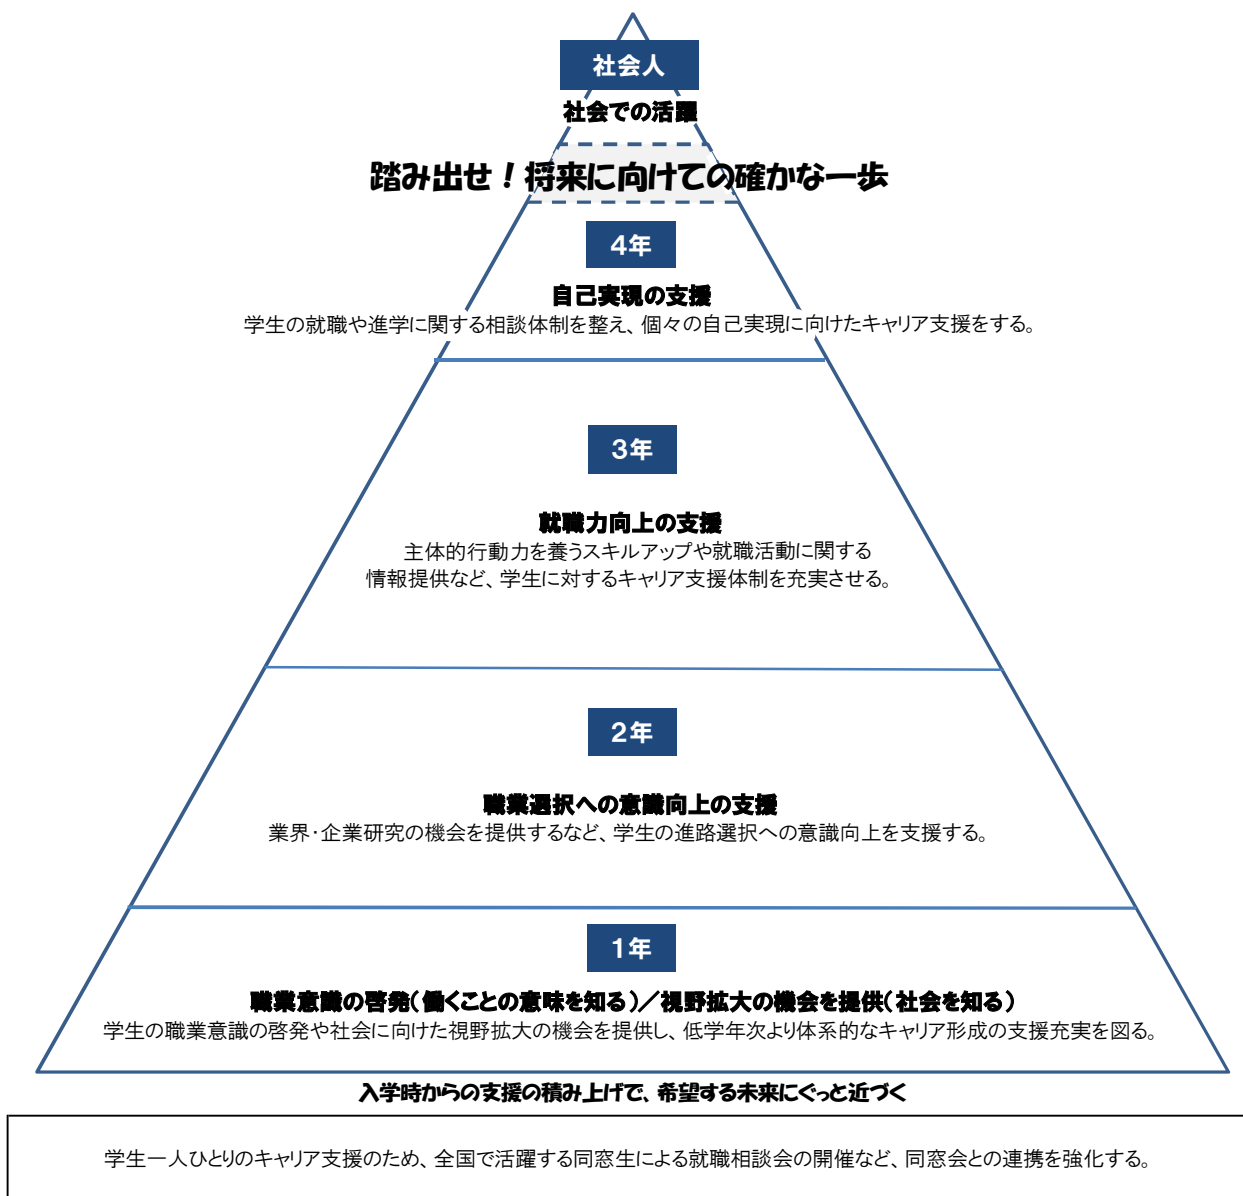 社会人
社会での活躍
踏み出せ！将来に向けての確かな一歩
4年
自己実現の支援
学生の就職や進学に関する相談体制を整え、個々の自己実現に向けたキャリア支援をする。
3年
就職力向上の支援
主体的行動力を養うスキルアップや就職活動に関する
情報提供など、学生に対するキャリア支援体制を充実させる。
2年
職業選択への意識向上の支援
業界・企業研究の機会を提供するなど、学生の進路選択への意識向上を支援する。
1年
職業意識の啓発（働くことの意味を知る）／視野拡大の機会を提供（社会を知る）
学生の職業意識の啓発や社会に向けた視野拡大の機会を提供し、低学年次より体系的なキャリア形成の支援充実を図る。
入学時からの支援の積み上げで、希望する未来にぐっと近づく
学生一人ひとりのキャリア支援のため、全国で活躍する同窓生による就職相談会の開催など、同窓会との連携を強化する。